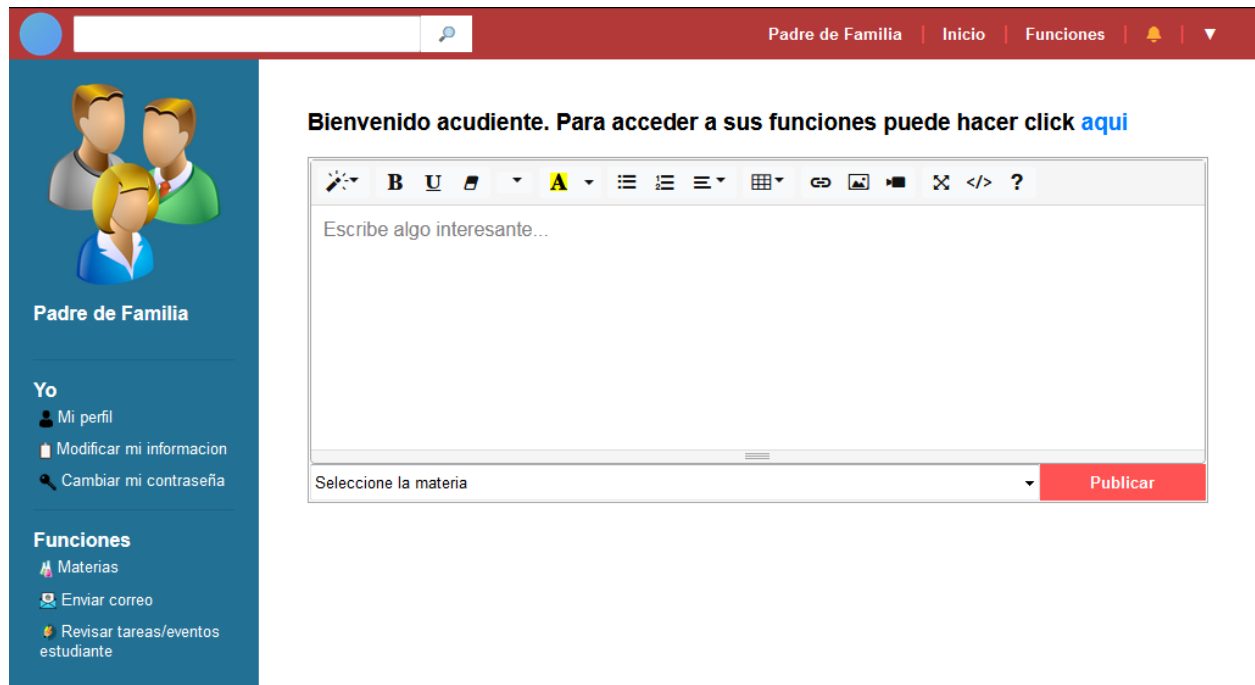 Padre de Familia | Inicio | Funciones | ▼
Padre de Familia
Yo
Mi perfil
Modificar mi informacion
Cambiar mi contraseña
Funciones
Materias
Enviar correo
Revisar tareas/eventos
estudiante
Bienvenido acudiente. Para acceder a sus funciones puede hacer click aqui
B U A </> ?
Escribe algo interesante...
Seleccione la materia
Publicar